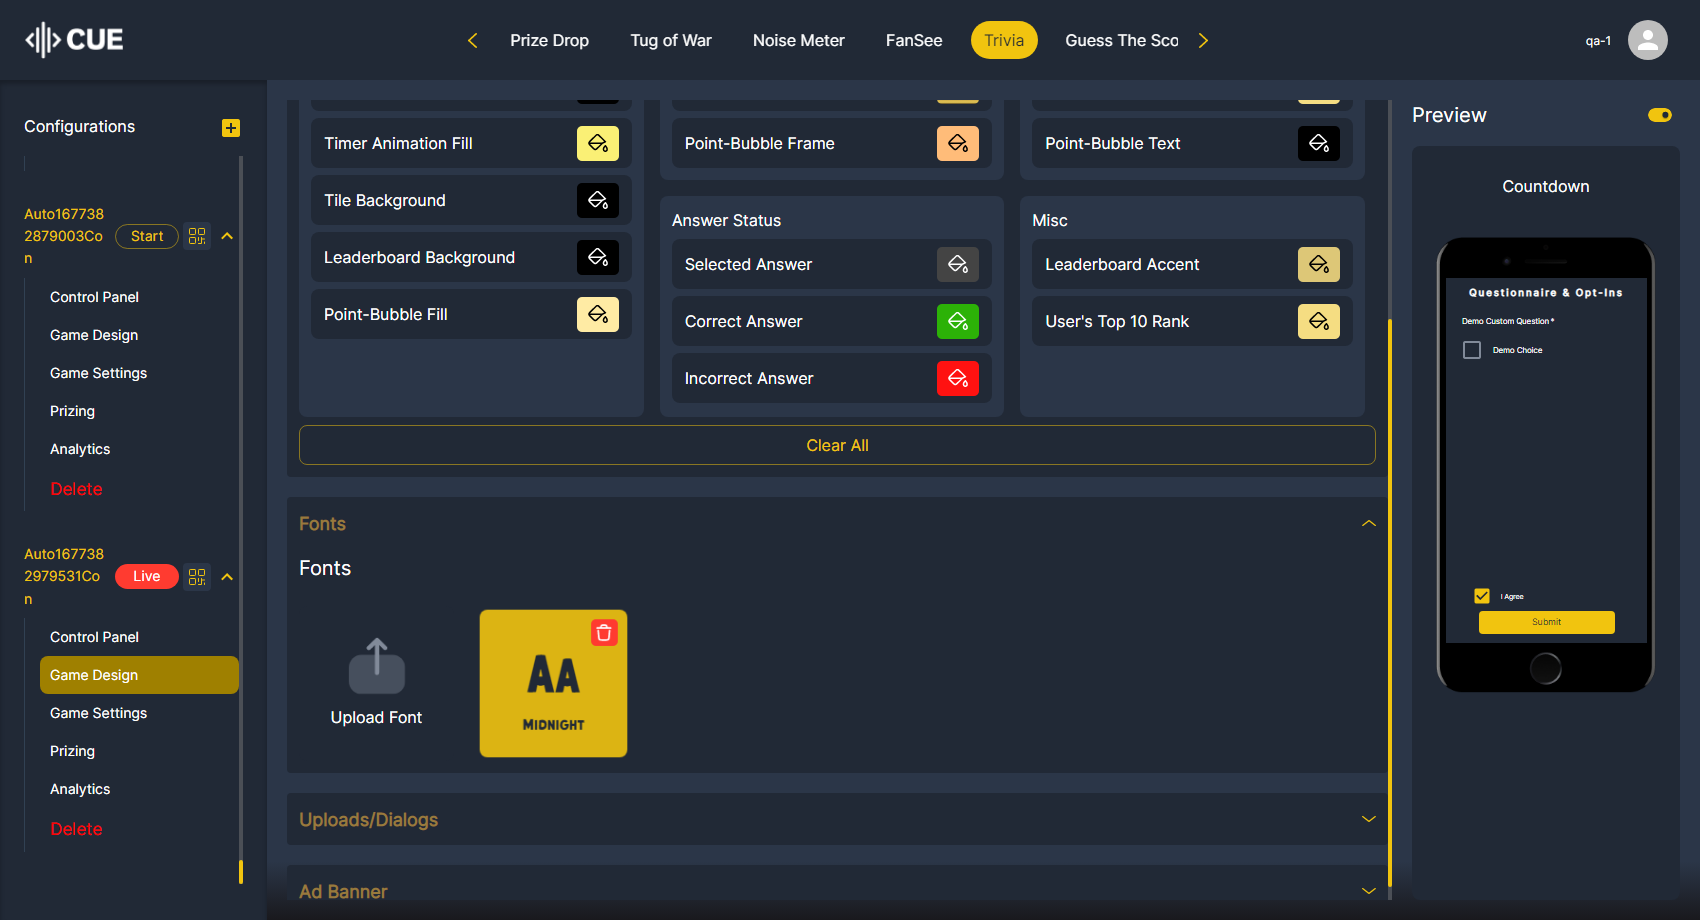 CUE
Prize Drop
Tug of War
Noise Meter
FanSee
Trivia
Guess The Sco
qa-1
Configurations
Auto167738
2879003Co
n
Start
Control Panel
Game Design
Game Settings
Prizing
Analytics
Delete
Auto167738
2979531Co
n
Live
Control Panel
Game Design
Game Settings
Prizing
Analytics
Delete
Timer Animation Fill
Tile Background
Leaderboard Background
Point-Bubble Fill
Point-Bubble Frame
Point-Bubble Text
Answer Status
Selected Answer
Correct Answer
Incorrect Answer
Misc
Leaderboard Accent
User's Top 10 Rank
Clear All
Fonts
Fonts
Upload Font
AA
MIDNIGHT
Uploads/Dialogs
Ad Banner
Preview
Countdown
Questionnaire & Opt-Ins
Demo Custom Question *
Demo Choice
I Agree
Submit